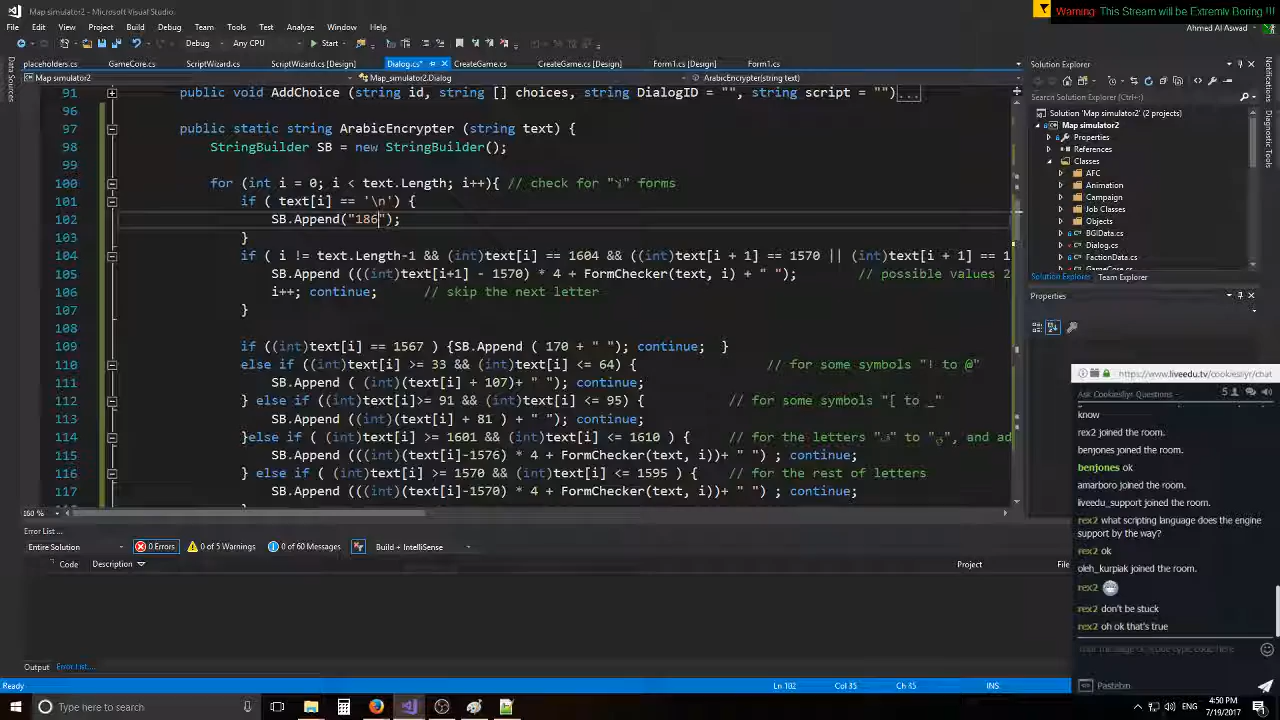 Map simulator2 - Microsoft Visual Studio
Warning: This Stream will be Extremly Boring !!!
File Edit View Project Build Debug Team Tools Test Analyze Window Help
Ahmed Al Aswad
Debug Any CPU Start
placeholders.cs GameCore.cs ScriptWizard.cs ScriptWizard.cs [Design] Dialog.cs* CreateGame.cs CreateGame.cs [Design] Form1.cs [Design] Form1.cs
Map simulator2 Map_simulator2.Dialog ArabicEncrypter(string text)
Data Sources
91 public void AddChoice (string id, string [] choices, string DialogID = "", string script = "")...
96
97 public static string ArabicEncrypter (string text) {
98 StringBuilder SB = new StringBuilder();
99
100 for (int i = 0; i < text.Length; i++){ // check for "لا" forms
101 if ( text[i] == '\n') {
102 SB.Append("186");
103 }
104 if ( i != text.Length-1 && (int)text[i] == 1604 && ((int)text[i + 1] == 1570 || (int)text[i + 1] == 1
105 SB.Append (((int)text[i+1] - 1570) * 4 + FormChecker(text, i) + " "); // possible values 2
106 i++; continue; // skip the next letter
107 }
108
109 if ((int)text[i] == 1567 ) {SB.Append ( 170 + " "); continue; }
110 else if ((int)text[i] >= 33 && (int)text[i] <= 64) { // for some symbols "! to @"
111 SB.Append ((int)text[i] + 107) + " "); continue;
112 } else if ((int)text[i] >= 91 && (int)text[i] <= 95) { // for some symbols "[ to _"
113 SB.Append ((int)text[i] + 81 ) + " "); continue;
114 }else if ( (int)text[i] >= 1601 && (int)text[i] <= 1610 ) { // for the letters "ف" to "ي", and ad
115 SB.Append (((int)(text[i]-1576) * 4 + FormChecker(text, i))+ " ") ; continue;
116 } else if ( (int)text[i] >= 1570 && (int)text[i] <= 1595 ) { // for the rest of letters
117 SB.Append (((int)(text[i]-1570) * 4 + FormChecker(text, i))+ " ") ; continue;
160 %
Solution Explorer
Search Solution Explorer (Ctrl+;)
Solution 'Map simulator2' (2 projects)
Map simulator2
Properties
References
Classes
AFC
Animation
Campaign
Job Classes
BGIData.cs
Dialog.cs
FactionData.cs
GameCore.cs
Solution Explorer Team Explorer
Diagnostic Tools
Properties
Error List ...
Entire Solution 0 Errors 0 of 5 Warnings 0 of 60 Messages Build + IntelliSense
Code Description Project File
https://www.liveedu.tv/cookiesliyr/chat
Ask Cookiesliyr Questions 5
know
rex2 joined the room.
benjones joined the room.
benjones ok
amarboro joined the room.
liveedu_support joined the room.
rex2 what scripting language does the engine
support by the way?
rex2 ok
oleh_kurpiak joined the room.
rex2
rex2 don't be stuck
rex2 oh ok that's true
Pastebin
Output Error List...
Ready Ln 102 Col 35 Ch 45 INS
Type here to search
ENG
4:50 PM
7/19/2017